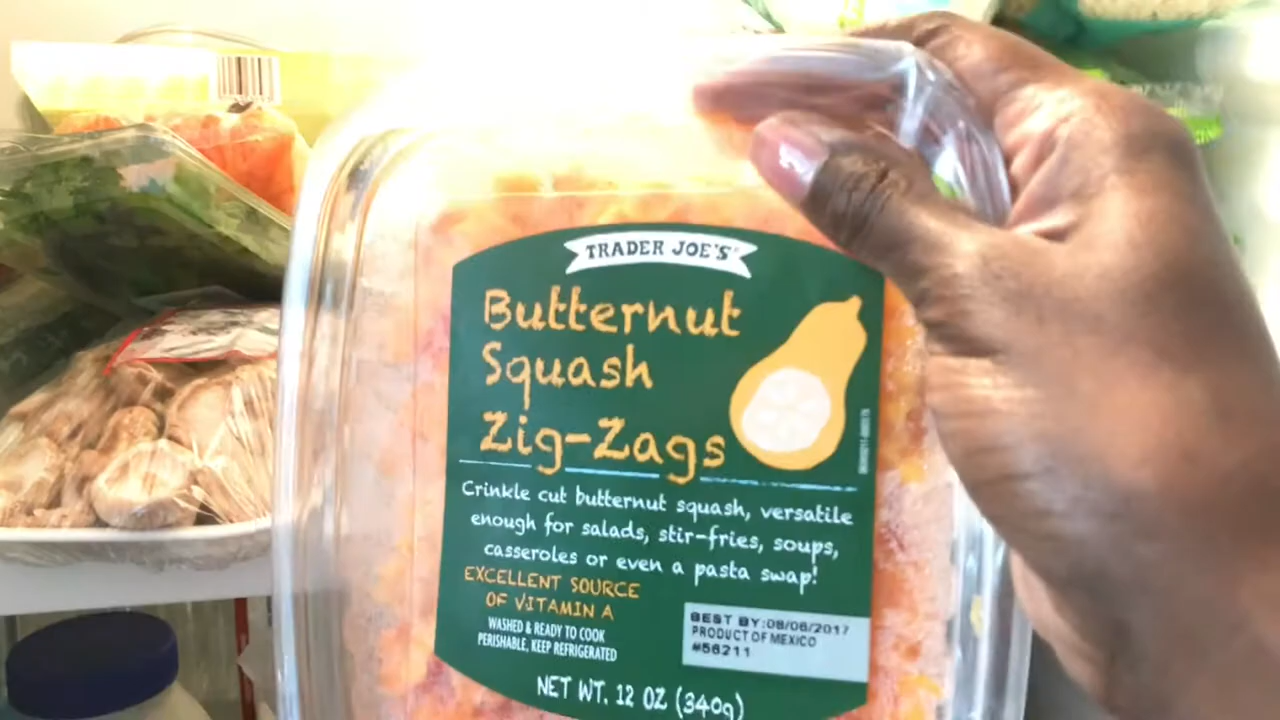 TRADER JOE'S
Butternut
Squash
Zig-Zags
Crinkle cut butternut squash, versatile
enough for salads, stir-fries, soups,
casseroles or even a pasta swap!
EXCELLENT SOURCE
OF VITAMIN A
WASHED & READY TO COOK
PERISHABLE, KEEP REFRIGERATED
BEST BY:08/06/2017
PRODUCT OF MEXICO
#56211
NET WT. 12 OZ (340g)